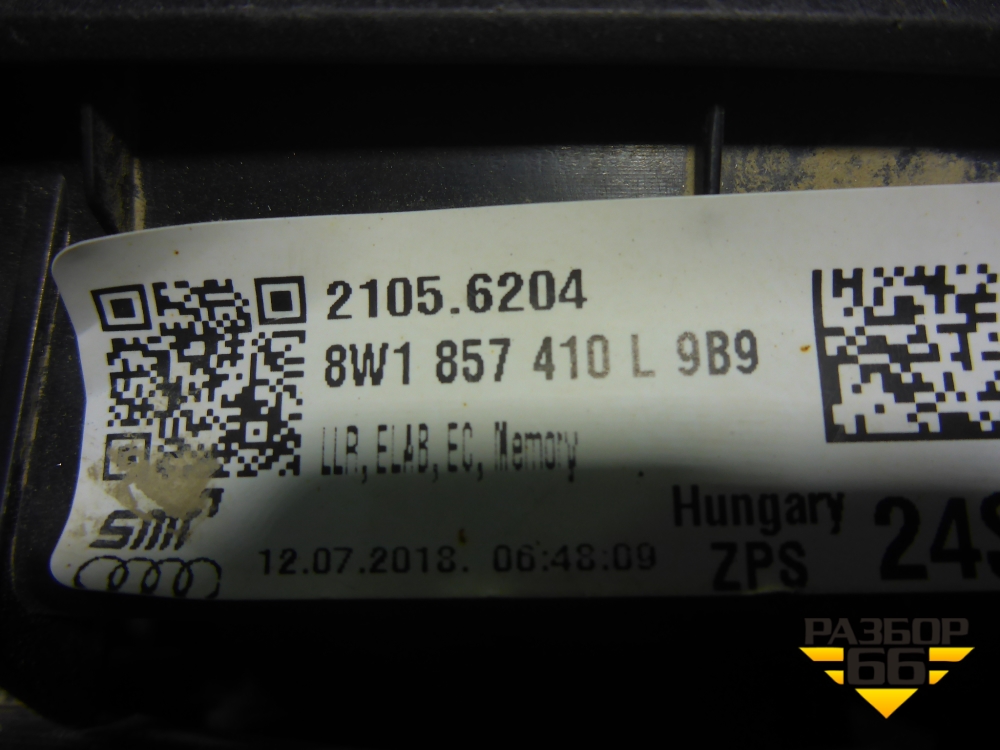 2105.6204
8W1 857 410 L 9B9
LLR, ELAB, EC, Memory
SMR
Hungary
ZPS
12.07.2018. 06:48:09
РАЗБОР
66